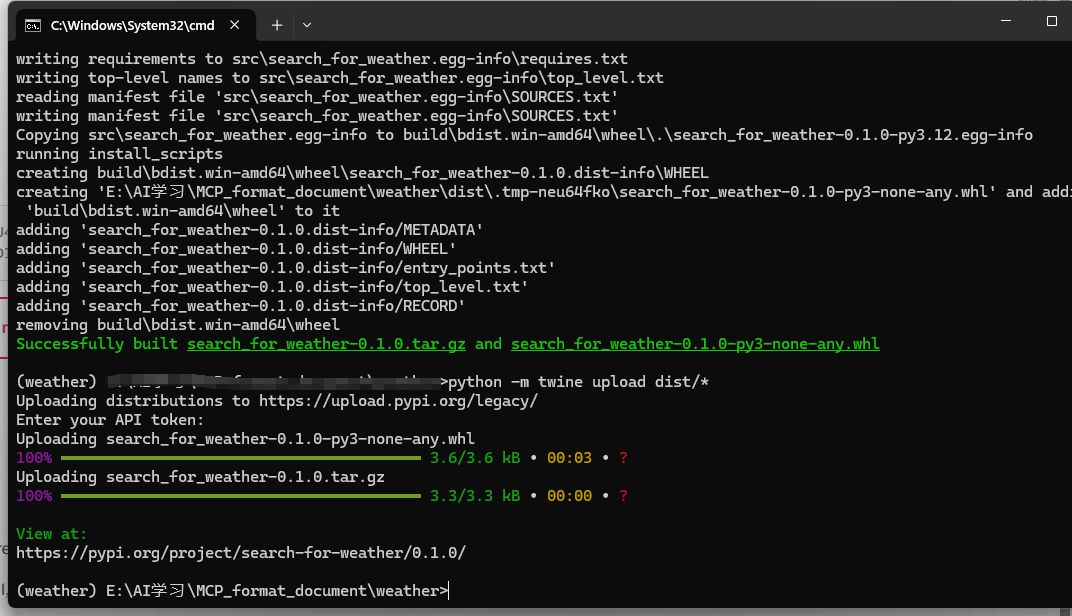 C:\Windows\System32\cmd
writing requirements to src\search_for_weather.egg-info\requires.txt
writing top-level names to src\search_for_weather.egg-info\top_level.txt
reading manifest file 'src\search_for_weather.egg-info\SOURCES.txt'
writing manifest file 'src\search_for_weather.egg-info\SOURCES.txt'
Copying src\search_for_weather.egg-info to build\bdist.win-amd64\wheel\.\search_for_weather-0.1.0-py3.12.egg-info
running install_scripts
creating build\bdist.win-amd64\wheel\search_for_weather-0.1.0.dist-info\WHEEL
creating 'E:\AI学习\MCP_format_document\weather\dist\.tmp-neu64fko\search_for_weather-0.1.0-py3-none-any.whl' and addi
'build\bdist.win-amd64\wheel' to it
adding 'search_for_weather-0.1.0.dist-info/METADATA'
adding 'search_for_weather-0.1.0.dist-info/WHEEL'
adding 'search_for_weather-0.1.0.dist-info/entry_points.txt'
adding 'search_for_weather-0.1.0.dist-info/top_level.txt'
adding 'search_for_weather-0.1.0.dist-info/RECORD'
removing build\bdist.win-amd64\wheel
Successfully built search_for_weather-0.1.0.tar.gz and search_for_weather-0.1.0-py3-none-any.whl
(weather) >python -m twine upload dist/*
Uploading distributions to https://upload.pypi.org/legacy/
Enter your API token:
Uploading search_for_weather-0.1.0-py3-none-any.whl
100% 3.6/3.6 kB • 00:03 • ?
Uploading search_for_weather-0.1.0.tar.gz
100% 3.3/3.3 kB • 00:00 • ?
View at:
https://pypi.org/project/search-for-weather/0.1.0/
(weather) E:\AI学习\MCP_format_document\weather>